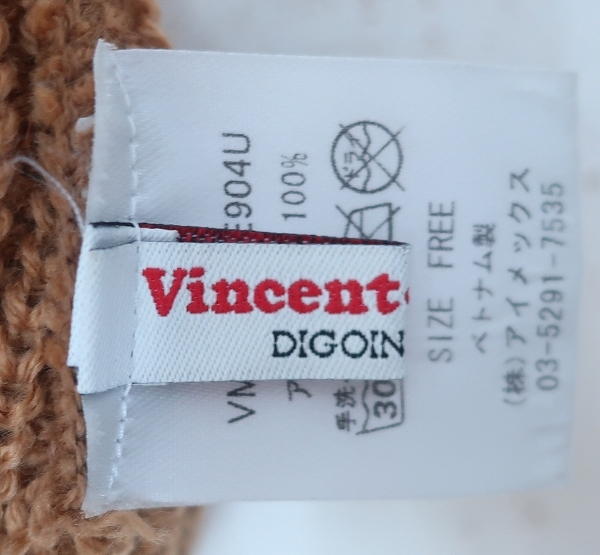 Vincent
DIGOIN
VM
E904U
100%
ドライ
手洗
30
SIZE FREE
ベトナム製
(株)アイメックス
03-5291-7535